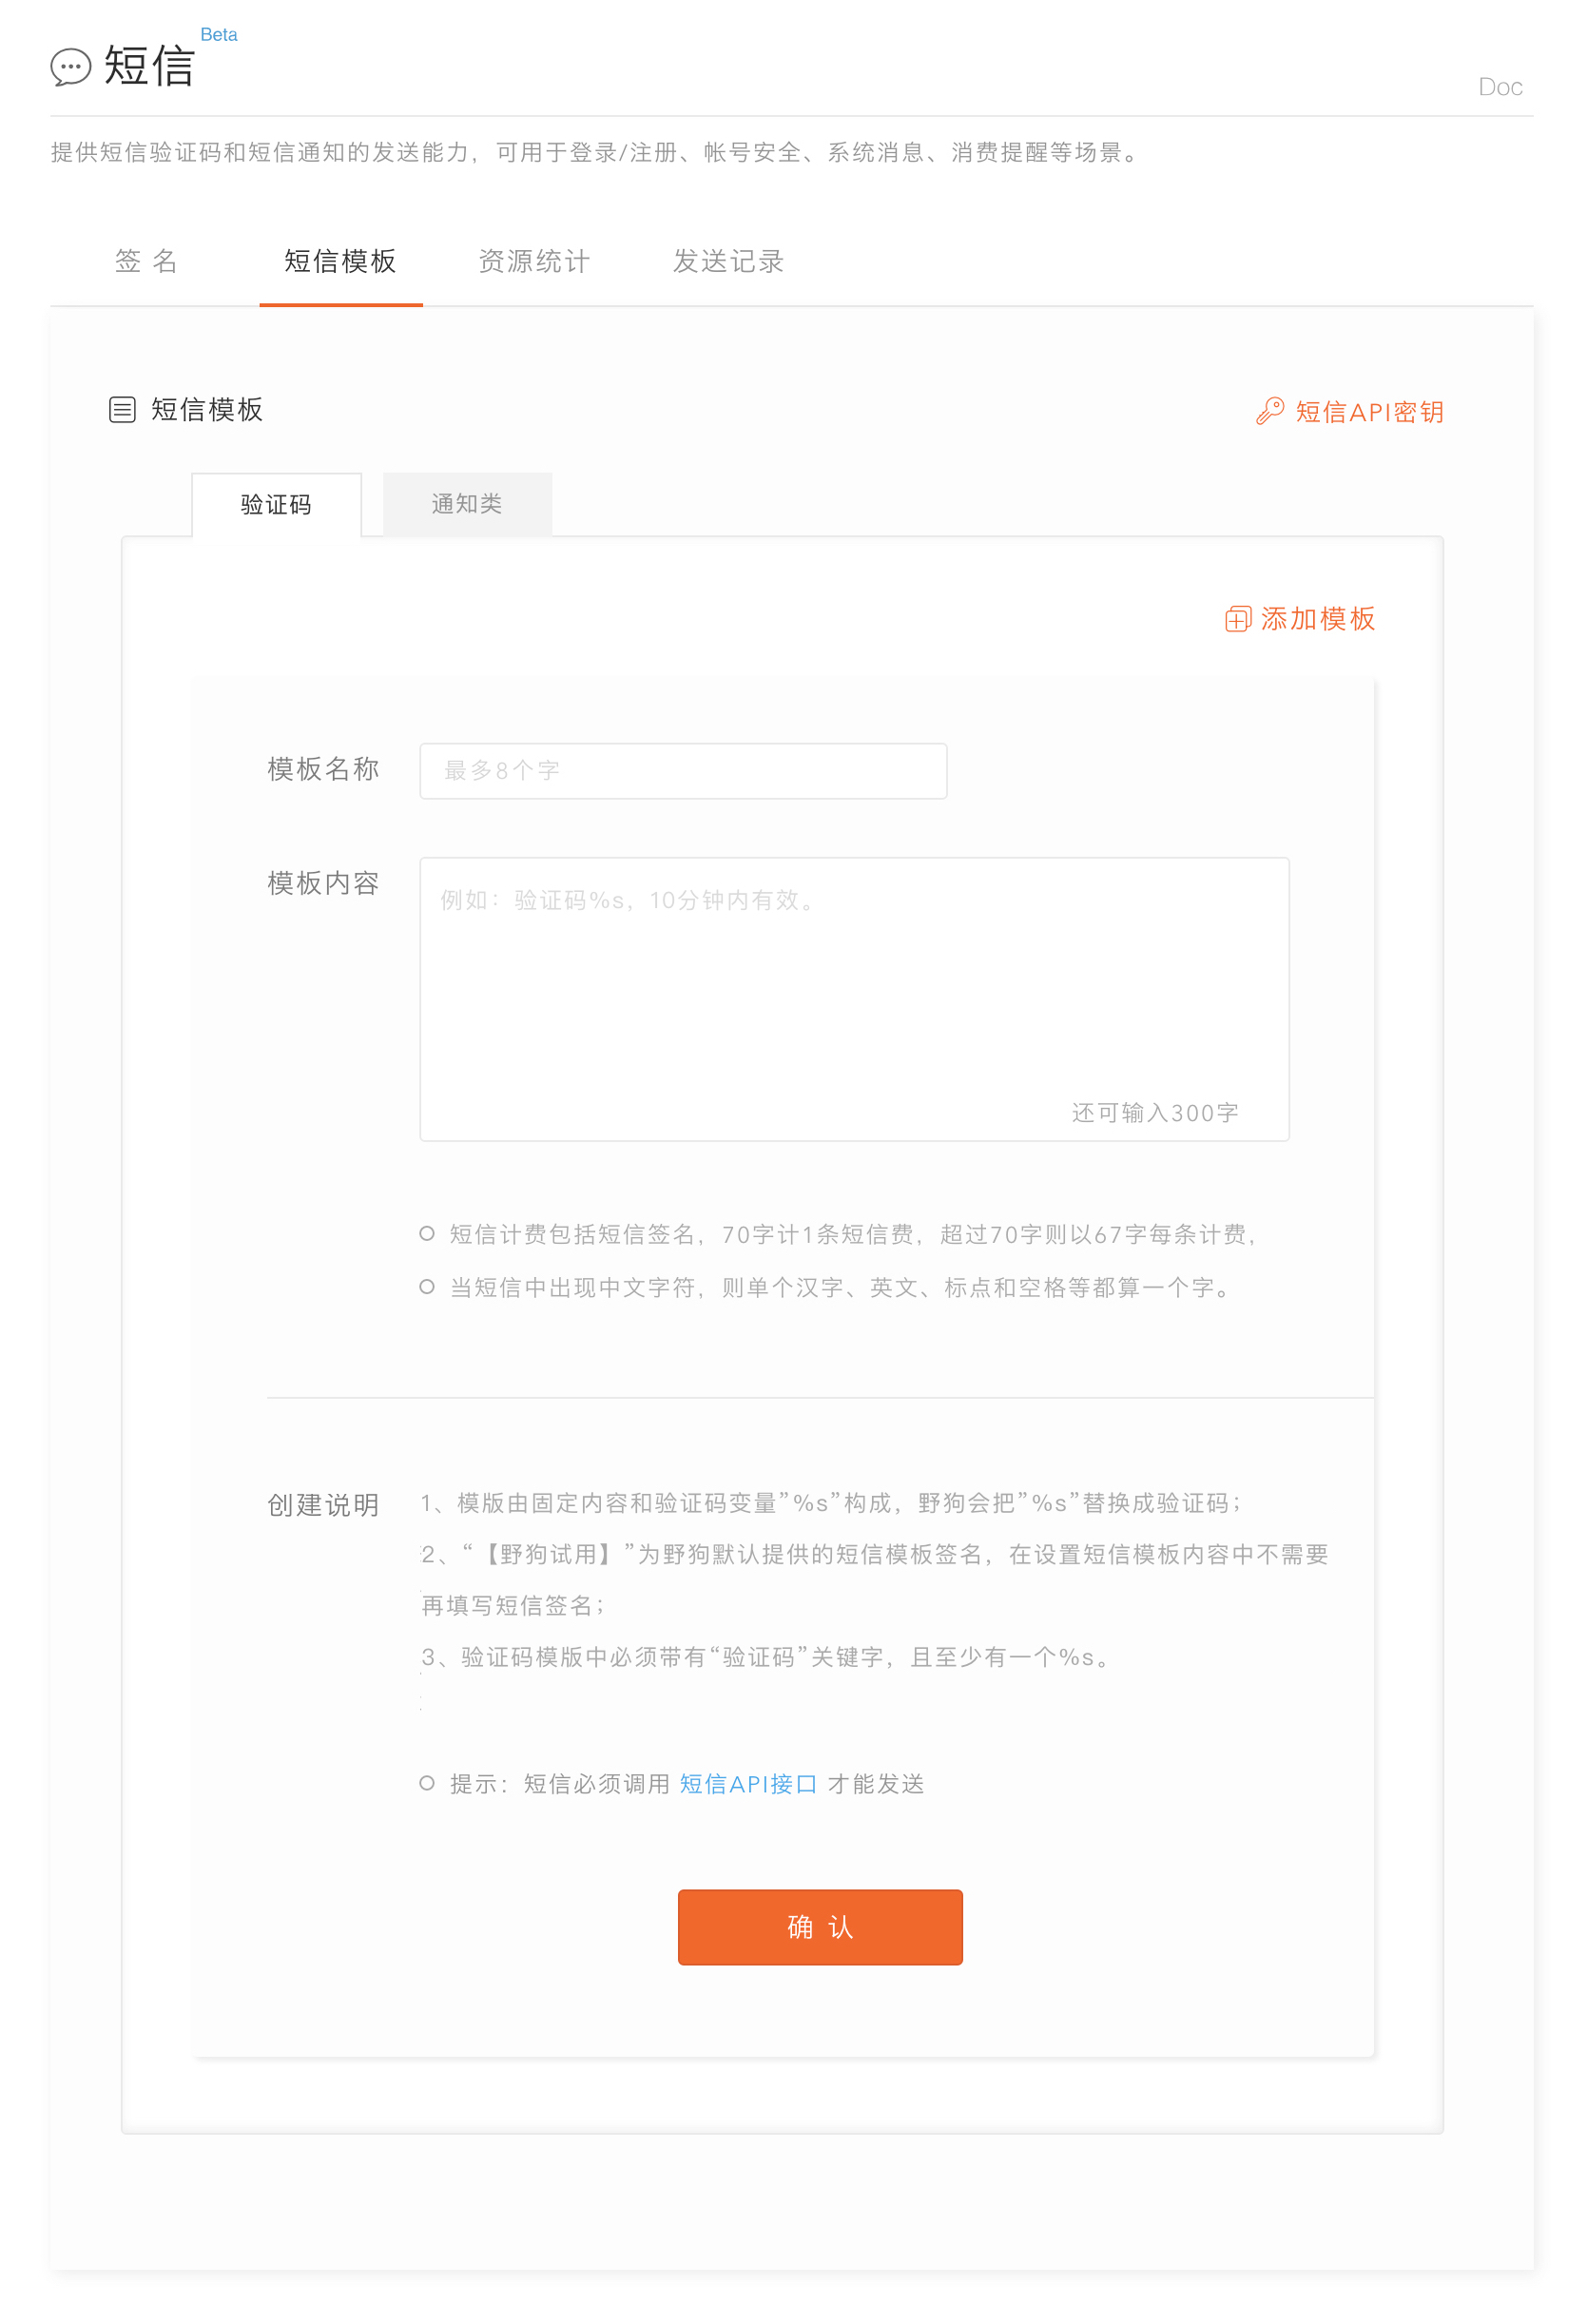 短信 Beta
Doc
提供短信验证码和短信通知的发送能力，可用于登录/注册、帐号安全、系统消息、消费提醒等场景。
签 名 短信模板 资源统计 发送记录
短信模板 短信API密钥
验证码 通知类
添加模板
模板名称 最多8个字
模板内容 例如：验证码%s，10分钟内有效。
还可输入300字
短信计费包括短信签名，70字计1条短信费，超过70字则以67字每条计费，
当短信中出现中文字符，则单个汉字、英文、标点和空格等都算一个字。
创建说明 1、模版由固定内容和验证码变量”%s”构成，野狗会把”%s”替换成验证码；
2、“【野狗试用】”为野狗默认提供的短信模板签名，在设置短信模板内容中不需要
再填写短信签名；
3、验证码模版中必须带有“验证码”关键字，且至少有一个%s。
提示：短信必须调用 短信API接口 才能发送
确 认